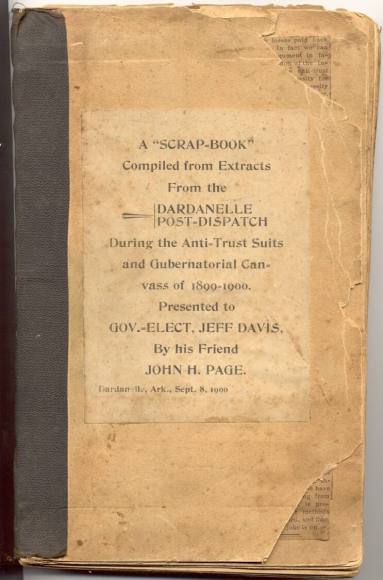 A "SCRAP-BOOK"
Compiled from Extracts
From the
DARDANELLE
POST-DISPATCH
During the Anti-Trust Suits
and Gubernatorial Can-
vass of 1899-1900.
Presented to
GOV.-ELECT, JEFF DAVIS,
By his Friend
JOHN H. PAGE.
Dardanelle, Ark., Sept. 8, 1900